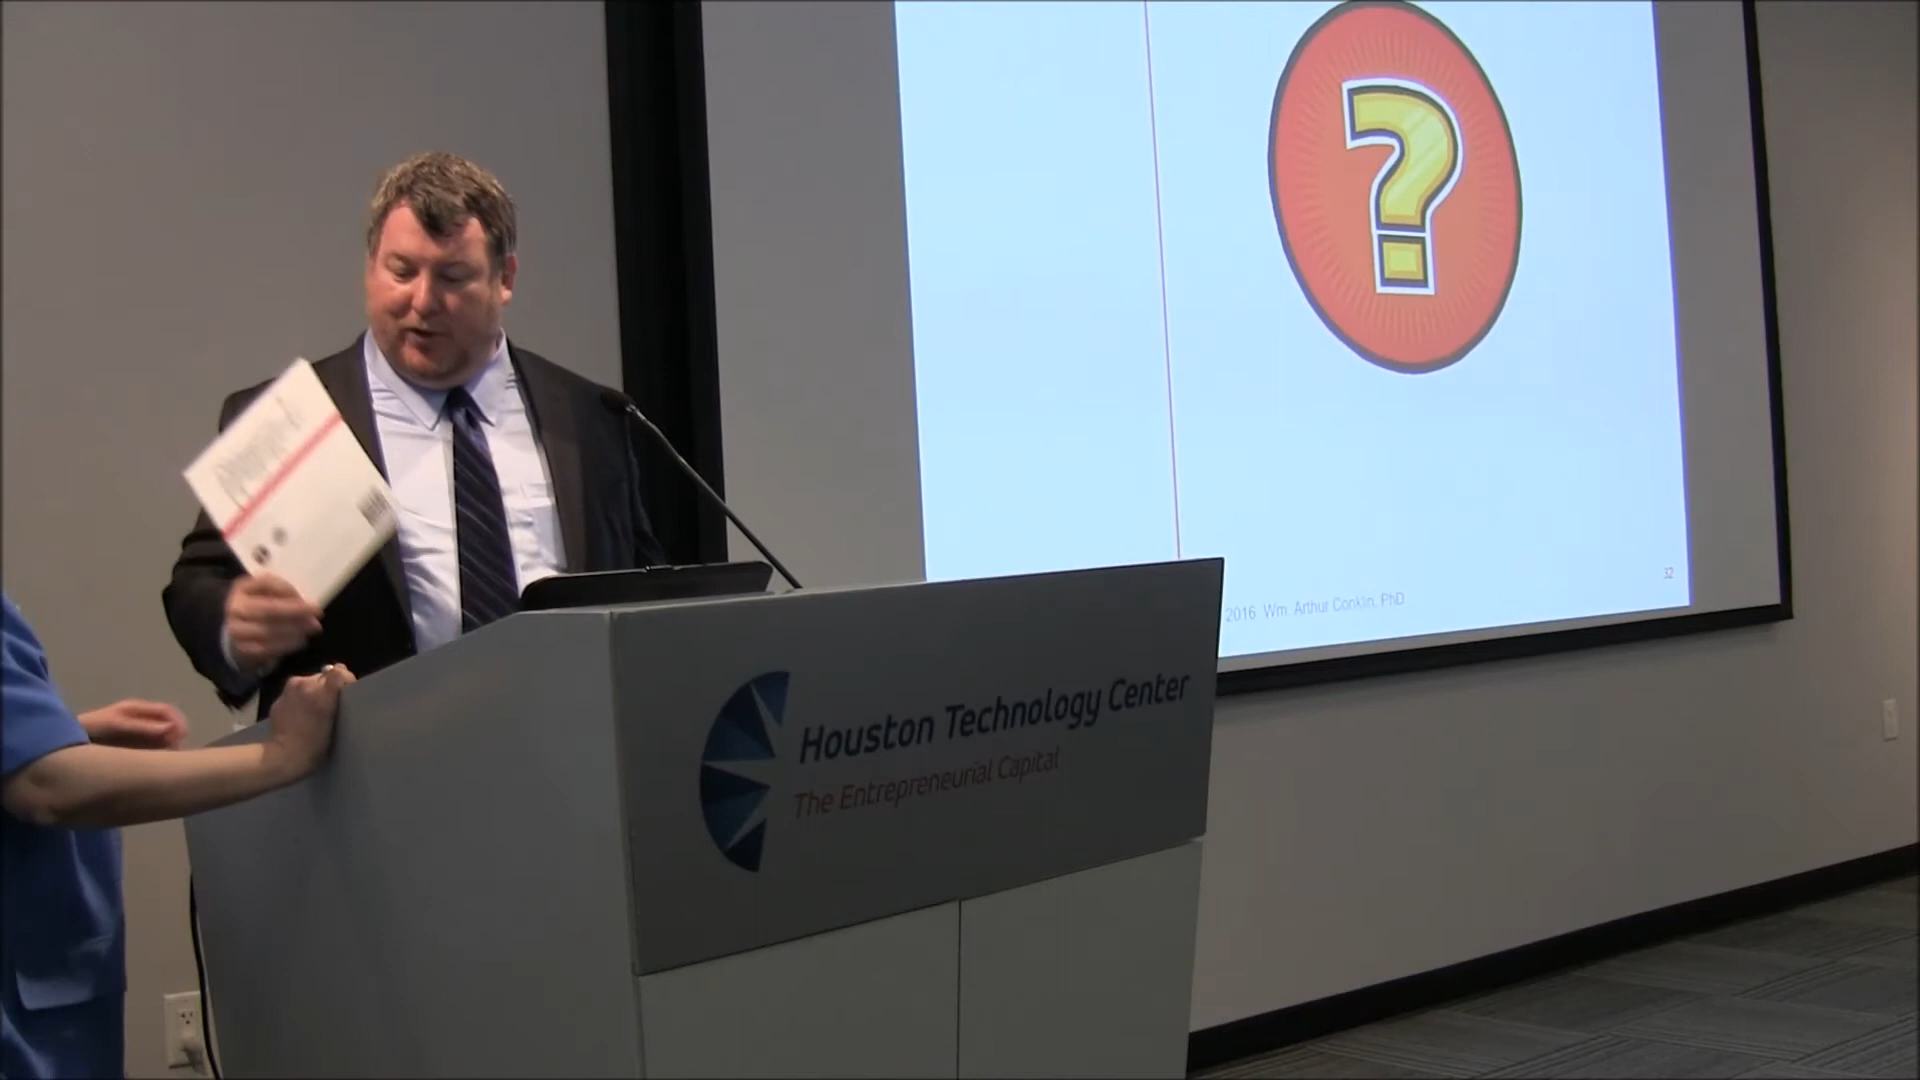 ?
32
2016 Wm. Arthur Conklin, PhD
Houston Technology Center
The Entrepreneurial Capital